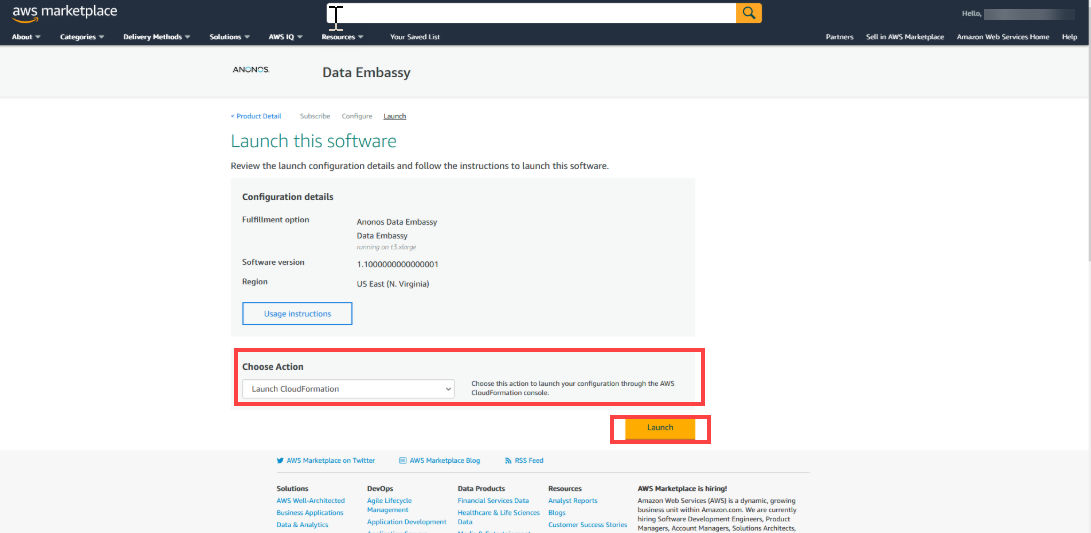 aws marketplace
Hello,
About Categories Delivery Methods Solutions AWS IQ Resources Your Saved List Partners Sell in AWS Marketplace Amazon Web Services Home Help
ANONOS. Data Embassy
< Product Detail Subscribe Configure Launch
Launch this software
Review the launch configuration details and follow the instructions to launch this software.
Configuration details
Fulfillment option Anonos Data Embassy
Data Embassy
running on t3.xlarge
Software version 1.1000000000000001
Region US East (N. Virginia)
Usage instructions
Choose Action
Launch CloudFormation
Choose this action to launch your configuration through the AWS
CloudFormation console.
Launch
AWS Marketplace on Twitter AWS Marketplace Blog RSS Feed
Solutions
AWS Well-Architected
Business Applications
Data & Analytics
DevOps
Agile Lifecycle
Management
Application Development
Data Products
Financial Services Data
Healthcare & Life Sciences
Data
Resources
Analyst Reports
Blogs
Customer Success Stories
AWS Marketplace is hiring!
Amazon Web Services (AWS) is a dynamic, growing
business unit within Amazon.com. We are currently
hiring Software Development Engineers, Product
Managers, Account Managers, Solutions Architects,